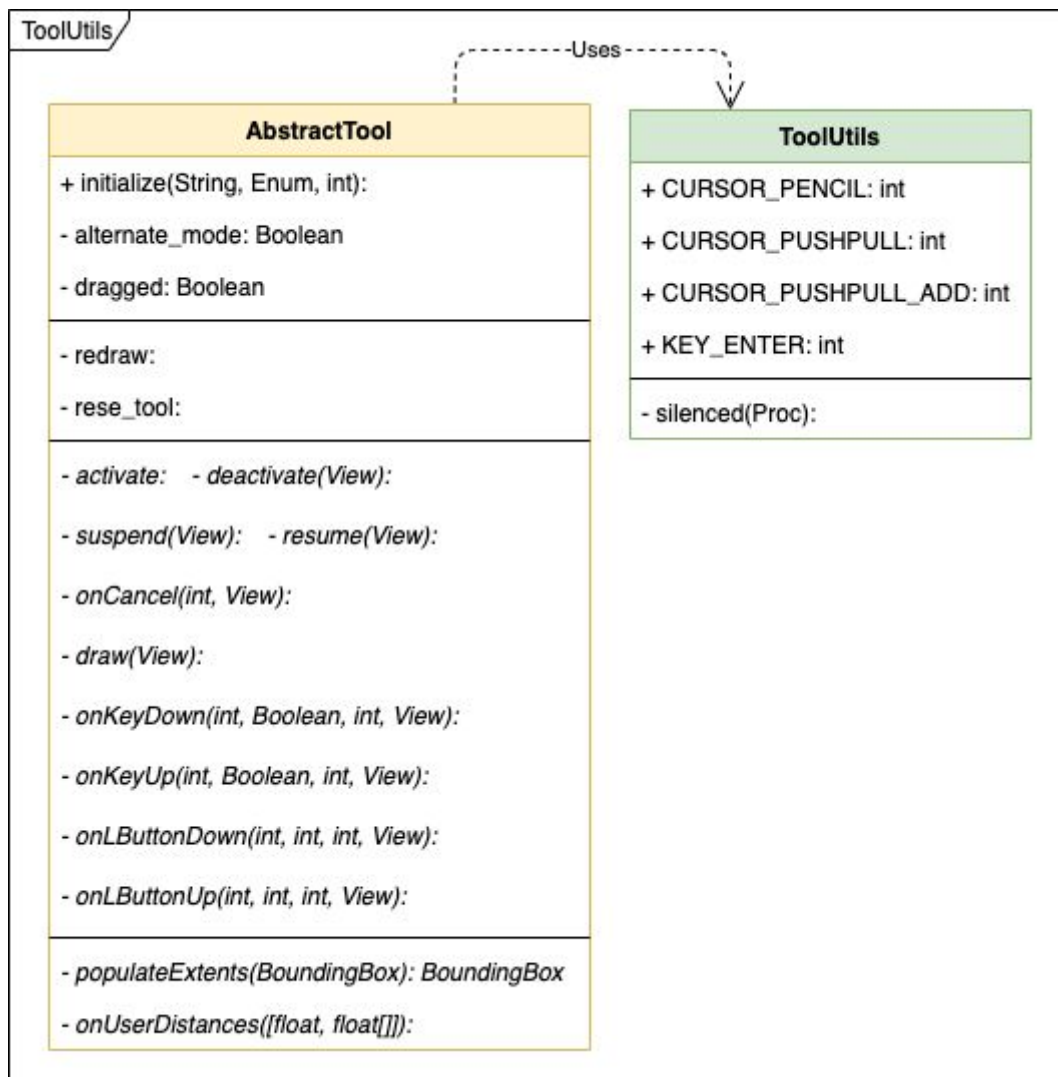 ToolUtils
Uses
AbstractTool
+ initialize(String, Enum, int):
- alternate_mode: Boolean
- dragged: Boolean
- redraw:
- rese_tool:
- activate: - deactivate(View):
- suspend(View): - resume(View):
- onCancel(int, View):
- draw(View):
- onKeyDown(int, Boolean, int, View):
- onKeyUp(int, Boolean, int, View):
- onLButtonDown(int, int, int, View):
- onLButtonUp(int, int, int, View):
- populateExtents(BoundingBox): BoundingBox
- onUserDistances([float, float[]]):
ToolUtils
+ CURSOR_PENCIL: int
+ CURSOR_PUSHPULL: int
+ CURSOR_PUSHPULL_ADD: int
+ KEY_ENTER: int
- silenced(Proc):